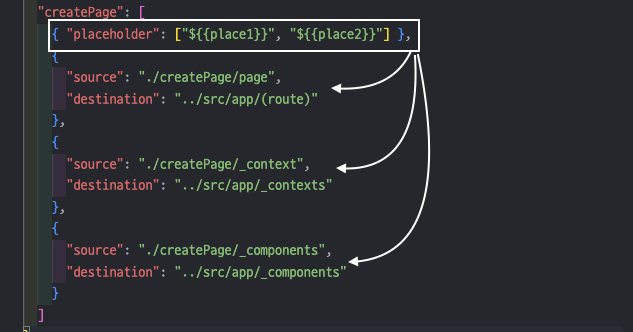 "createPage": [
{ "placeholder": ["${{place1}}", "${{place2}}"] },
{
"source": "./createPage/page",
"destination": "../src/app/(route)"
},
{
"source": "./createPage/_context",
"destination": "../src/app/_contexts"
},
{
"source": "./createPage/_components",
"destination": "../src/app/_components"
}
]